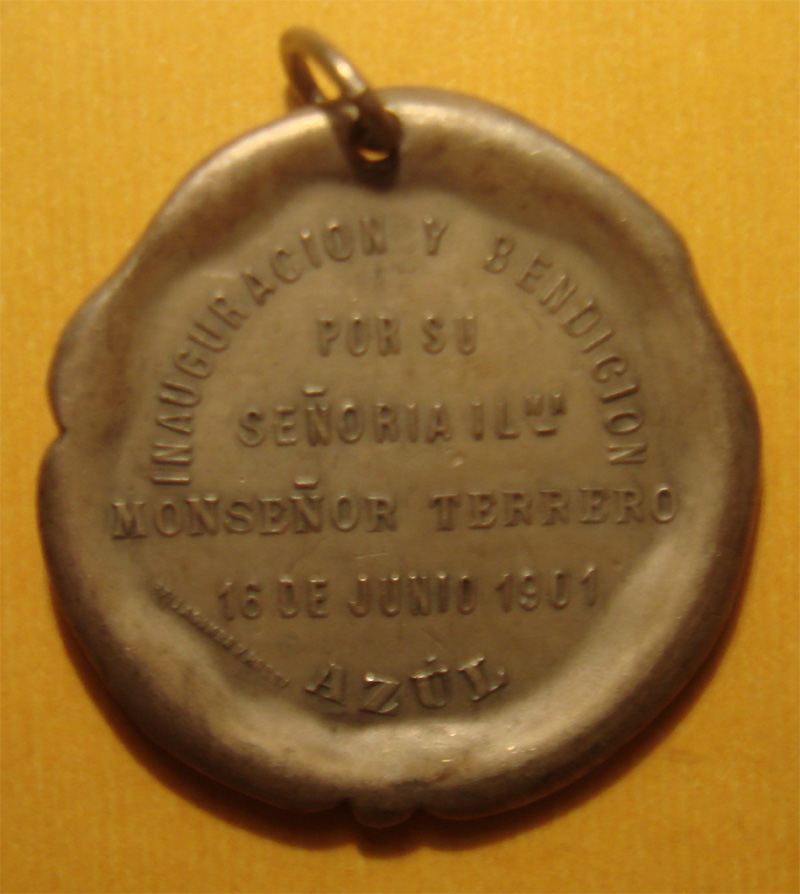 INAUGURACION Y BENDICION
POR SU
SEÑORIA ILMA
MONSEÑOR TERRERO
16 DE JUNIO 1901
AZÚL